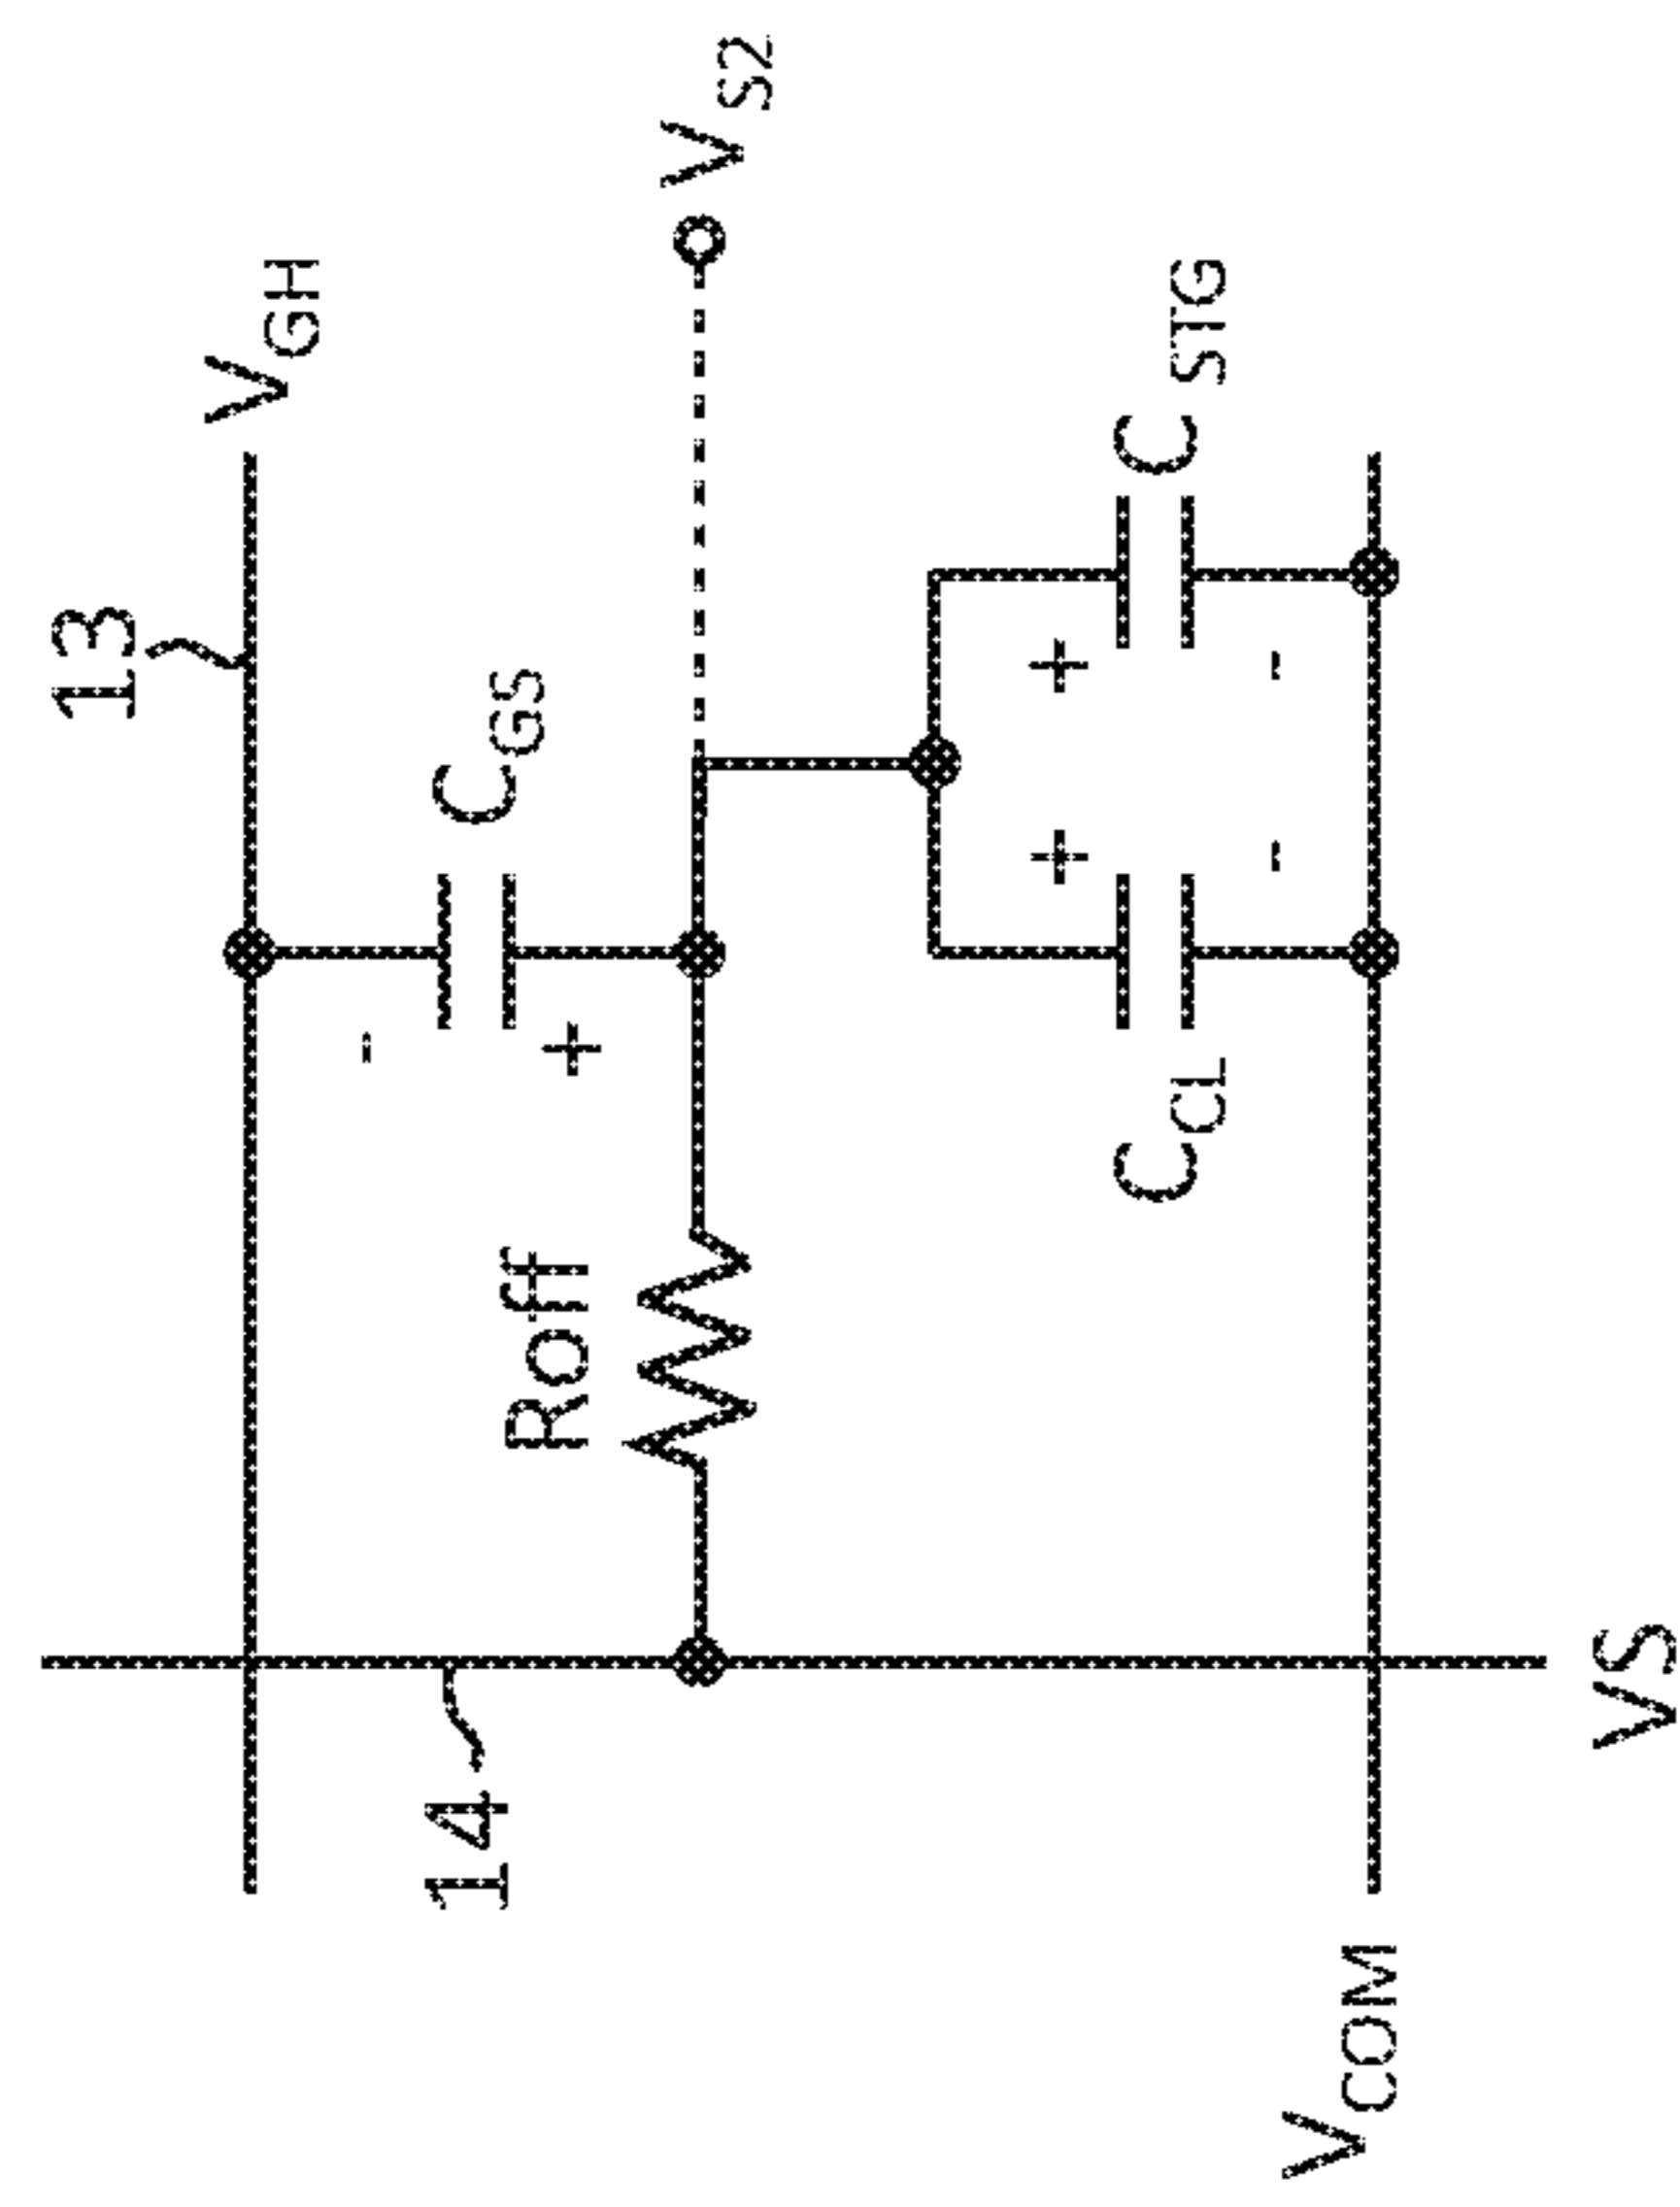 13
V_GH
C_GS
V_S2
14
Roff
C_CL
C_STG
+
-
+
-
+
-
V_COM
VS